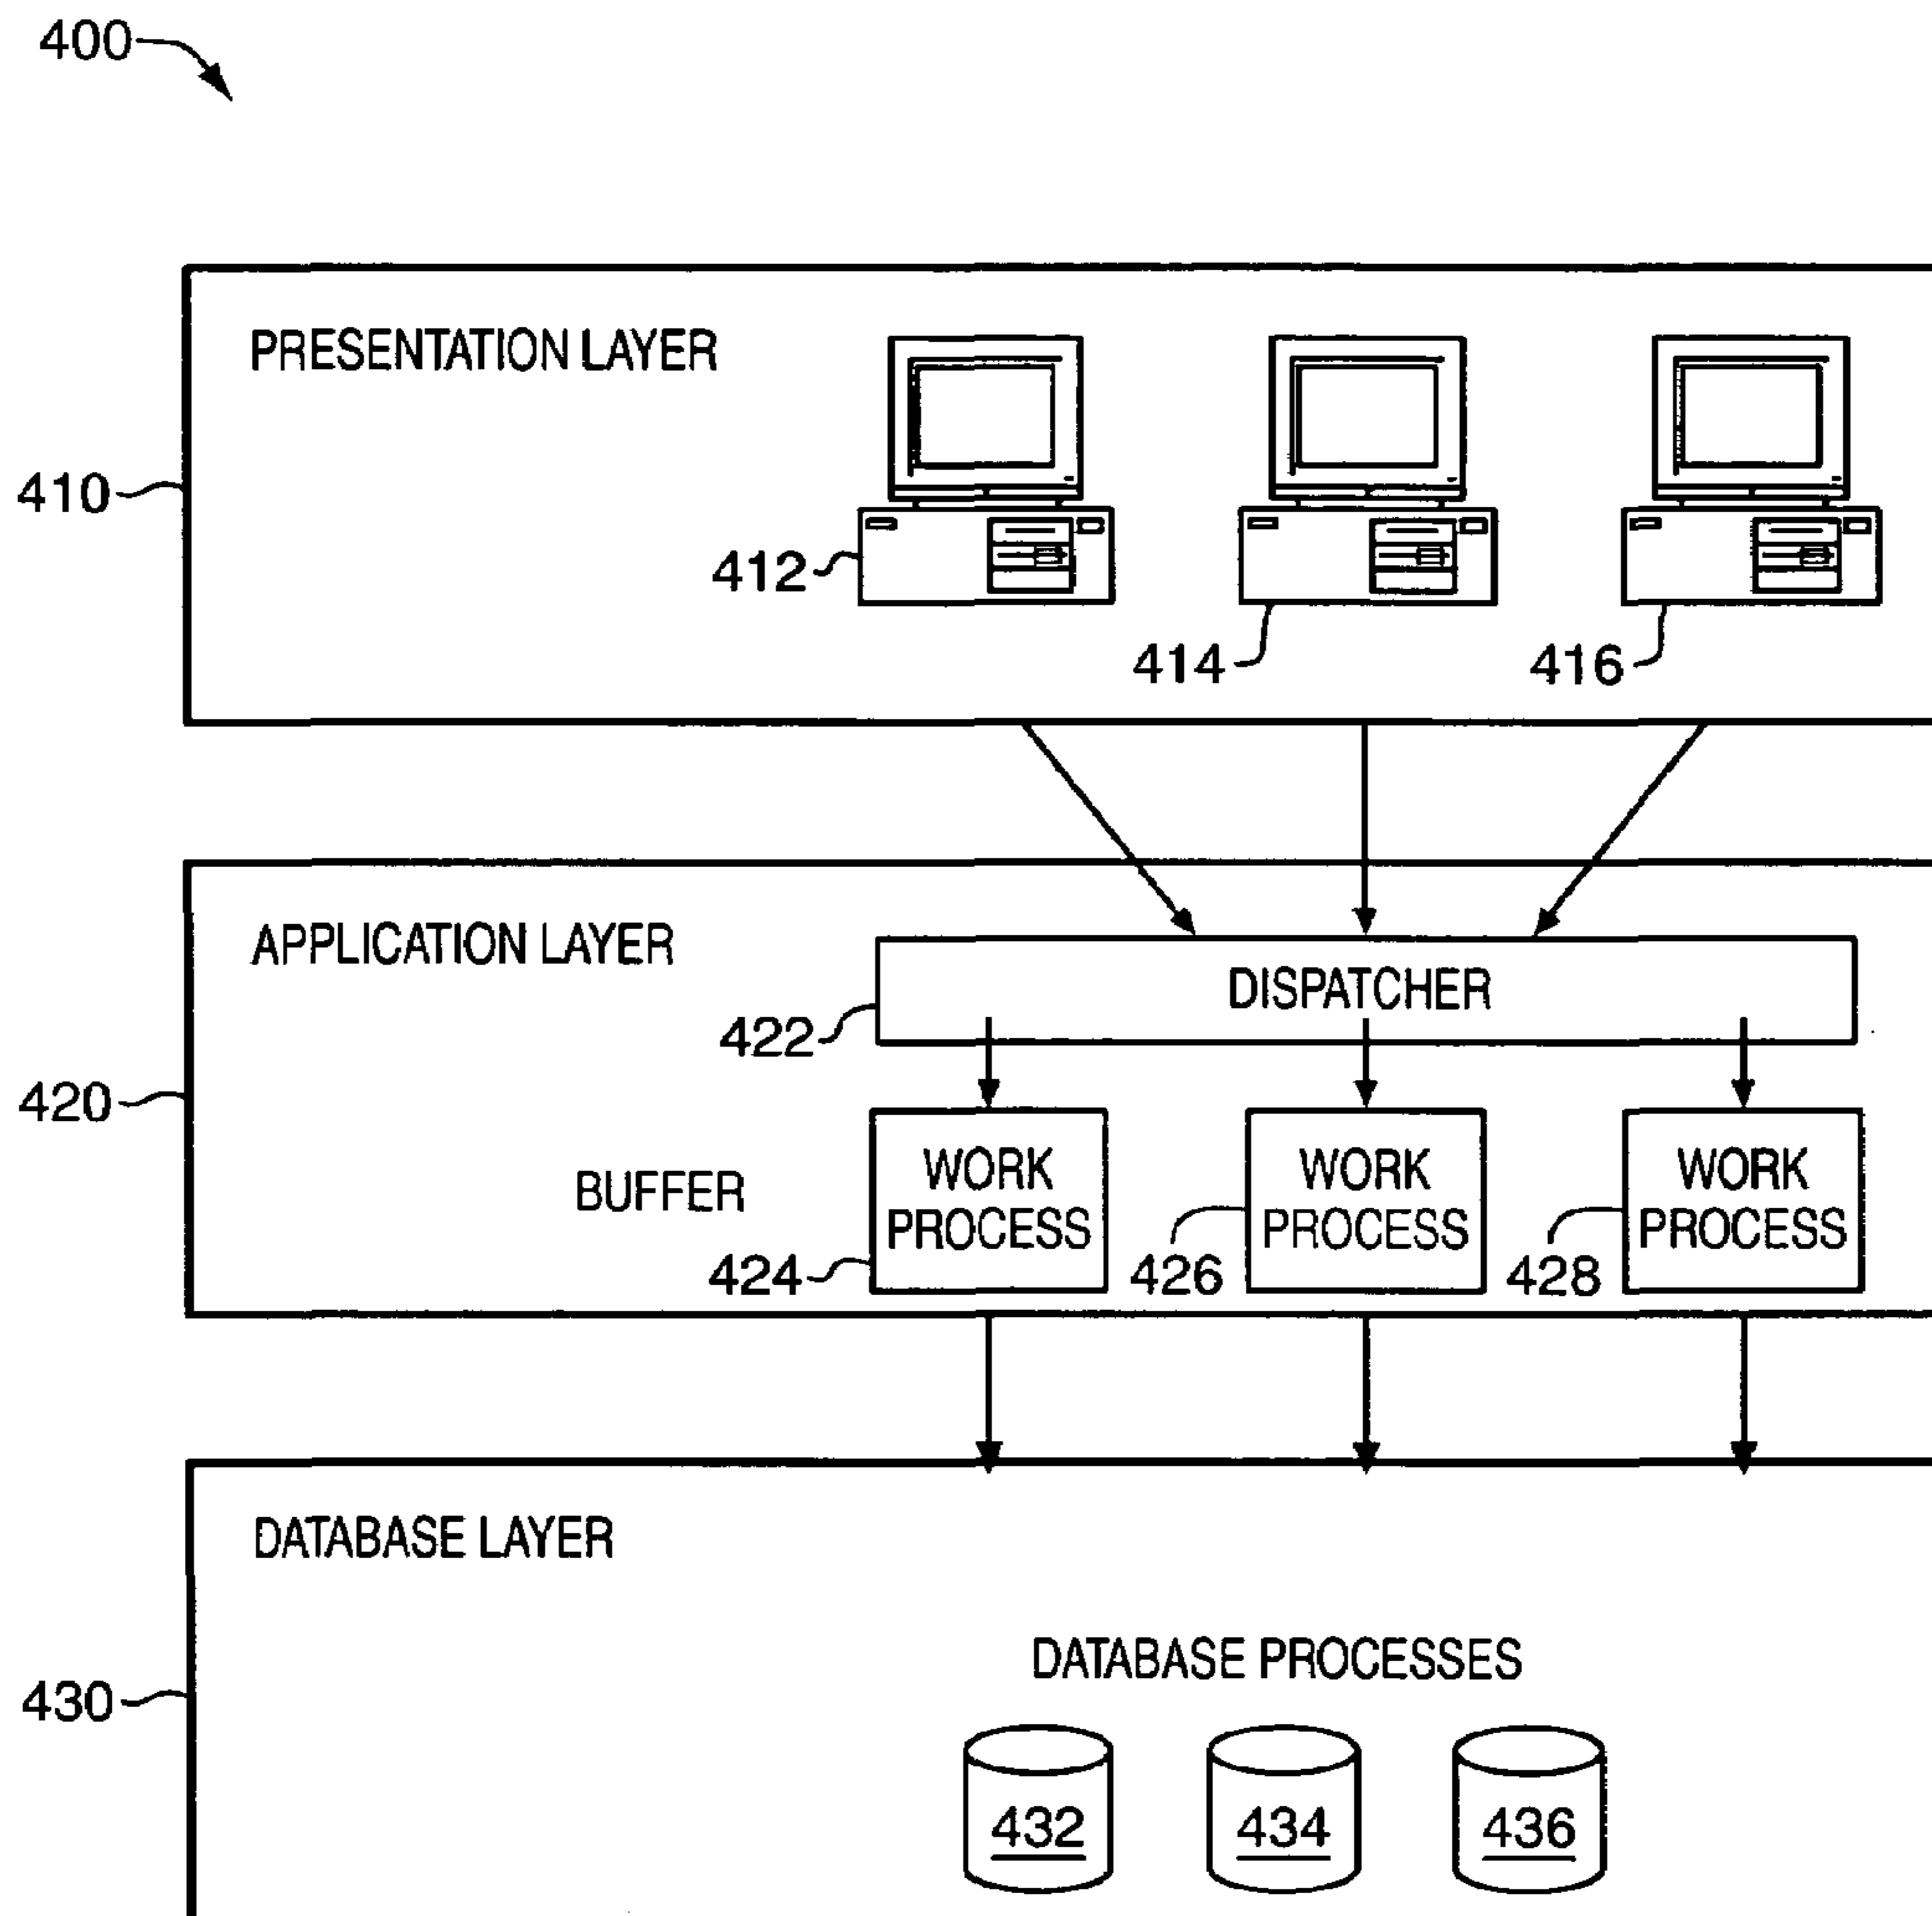 400
PRESENTATION LAYER
410
412
414
416
APPLICATION LAYER
DISPATCHER
422
420
BUFFER
WORK
PROCESS
WORK
PROCESS
WORK
PROCESS
424
426
428
DATABASE LAYER
DATABASE PROCESSES
430
432
434
436